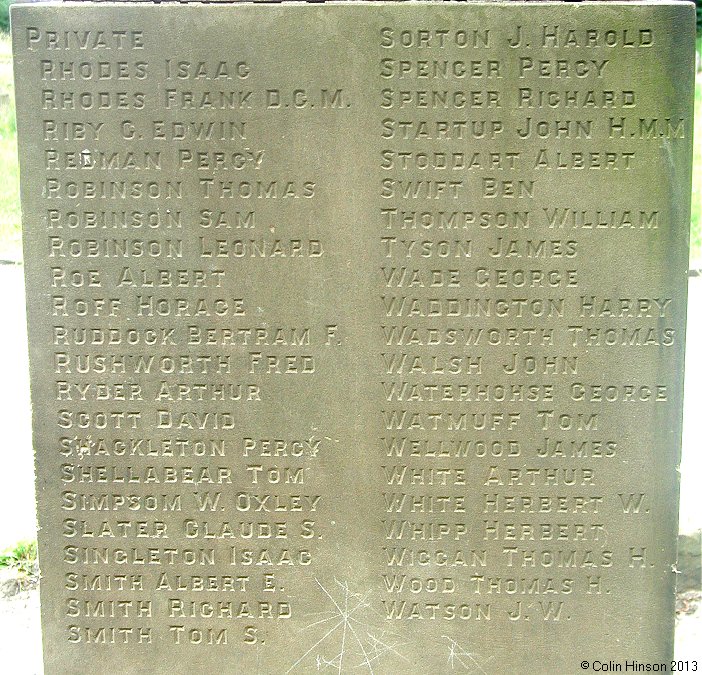 PRIVATE
RHODES ISAAC
RHODES FRANK D.C.M.
RIBY G. EDWIN
REDMAN PERCY
ROBINSON THOMAS
ROBINSON SAM
ROBINSON LEONARD
ROE ALBERT
ROFF HORACE
RUDDOCK BERTRAM F.
RUSHWORTH FRED
RYDER ARTHUR
SCOTT DAVID
SHACKLETON PERCY
SHELLABEAR TOM
SIMPSOM W. OXLEY
SLATER CLAUDE S.
SINGLETON ISAAC
SMITH ALBERT E.
SMITH RICHARD
SMITH TOM S.
SORTON J. HAROLD
SPENCER PERCY
SPENCER RICHARD
STARTUP JOHN H. M.M
STODDART ALBERT
SWIFT BEN
THOMPSON WILLIAM
TYSON JAMES
WADE GEORGE
WADDINGTON HARRY
WADSWORTH THOMAS
WALSH JOHN
WATERHOHSE GEORGE
WATMUFF TOM
WELLWOOD JAMES
WHITE ARTHUR
WHITE HERBERT W.
WHIPP HERBERT
WIGGAN THOMAS H.
WOOD THOMAS H.
WATSON J. W.
© Colin Hinson 2013